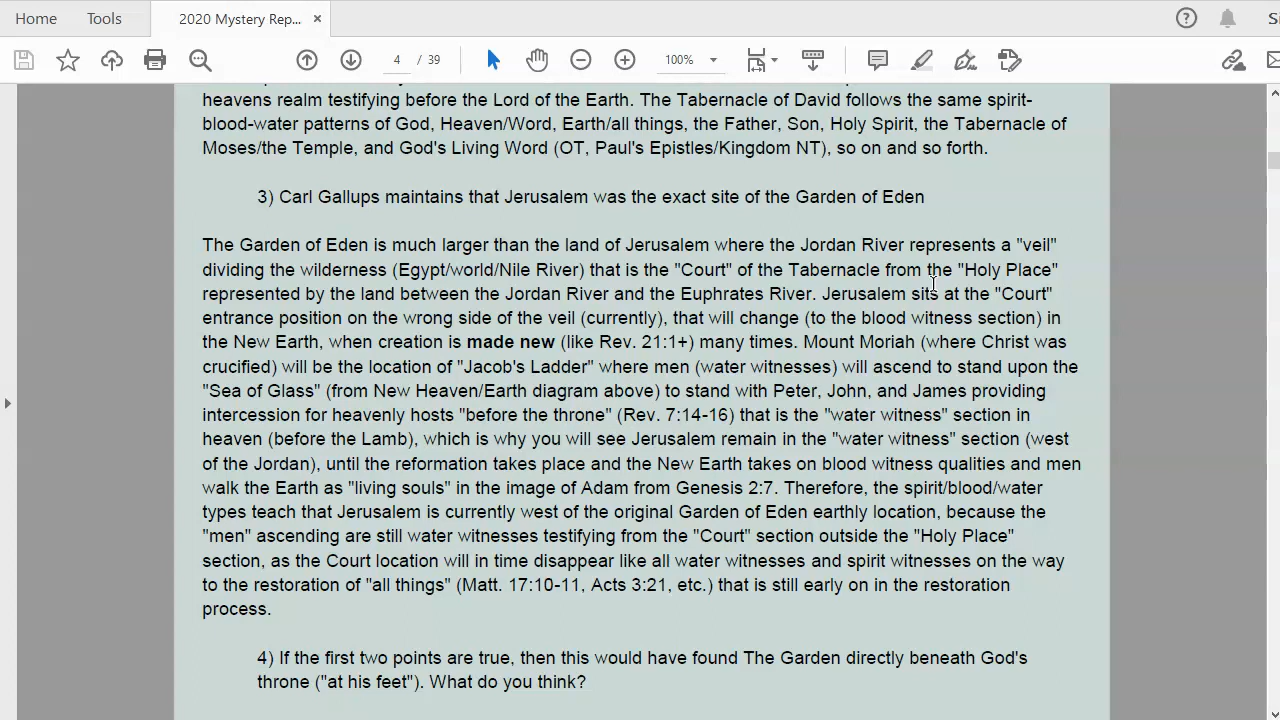 Home Tools 2020 Mystery Rep... ×
4 / 39 100%
heavens realm testifying before the Lord of the Earth. The Tabernacle of David follows the same spirit-
blood-water patterns of God, Heaven/Word, Earth/all things, the Father, Son, Holy Spirit, the Tabernacle of
Moses/the Temple, and God's Living Word (OT, Paul's Epistles/Kingdom NT), so on and so forth.
3) Carl Gallups maintains that Jerusalem was the exact site of the Garden of Eden
The Garden of Eden is much larger than the land of Jerusalem where the Jordan River represents a "veil"
dividing the wilderness (Egypt/world/Nile River) that is the "Court" of the Tabernacle from the "Holy Place"
represented by the land between the Jordan River and the Euphrates River. Jerusalem sits at the "Court"
entrance position on the wrong side of the veil (currently), that will change (to the blood witness section) in
the New Earth, when creation is made new (like Rev. 21:1+) many times. Mount Moriah (where Christ was
crucified) will be the location of "Jacob's Ladder" where men (water witnesses) will ascend to stand upon the
"Sea of Glass" (from New Heaven/Earth diagram above) to stand with Peter, John, and James providing
intercession for heavenly hosts "before the throne" (Rev. 7:14-16) that is the "water witness" section in
heaven (before the Lamb), which is why you will see Jerusalem remain in the "water witness" section (west
of the Jordan), until the reformation takes place and the New Earth takes on blood witness qualities and men
walk the Earth as "living souls" in the image of Adam from Genesis 2:7. Therefore, the spirit/blood/water
types teach that Jerusalem is currently west of the original Garden of Eden earthly location, because the
"men" ascending are still water witnesses testifying from the "Court" section outside the "Holy Place"
section, as the Court location will in time disappear like all water witnesses and spirit witnesses on the way
to the restoration of "all things" (Matt. 17:10-11, Acts 3:21, etc.) that is still early on in the restoration
process.
4) If the first two points are true, then this would have found The Garden directly beneath God's
throne ("at his feet"). What do you think?